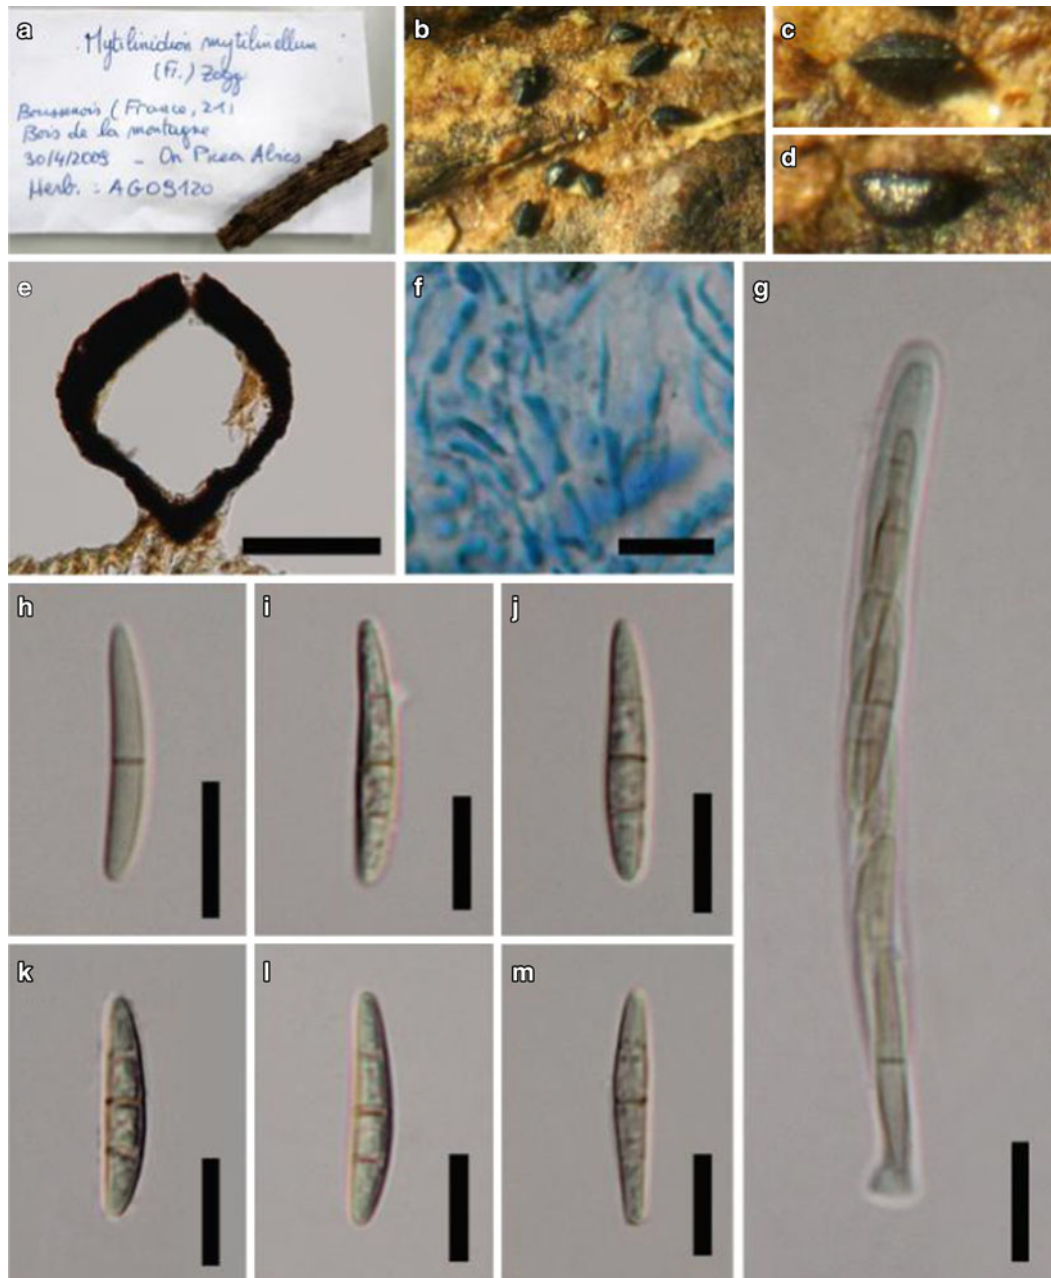 a
Mytilinidion mytilinellum
(Fr.) Zogg
Boussenois (France, 21)
Bois de la montagne
30/4/2009 - On Picea Abies
Herb. : AG09120
b
c
d
e
f
g
h
i
j
k
l
m